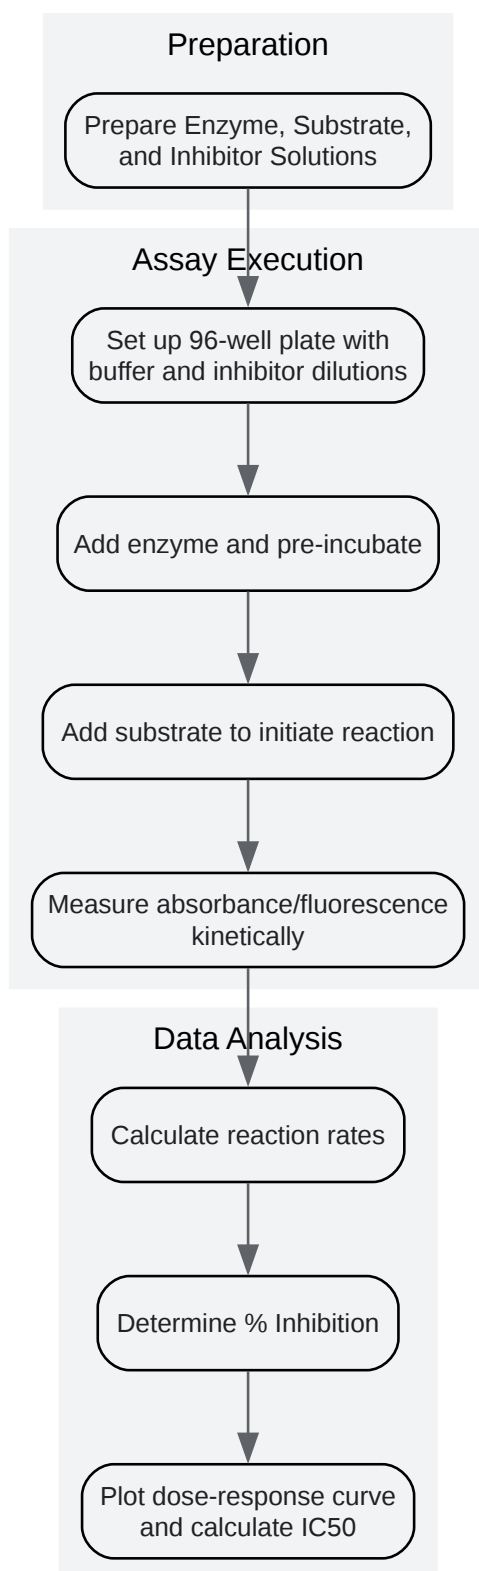 Preparation
Prepare Enzyme, Substrate,
and Inhibitor Solutions
Assay Execution
Set up 96-well plate with
buffer and inhibitor dilutions
Add enzyme and pre-incubate
Add substrate to initiate reaction
Measure absorbance/fluorescence
kinetically
Data Analysis
Calculate reaction rates
Determine % Inhibition
Plot dose-response curve
and calculate IC50